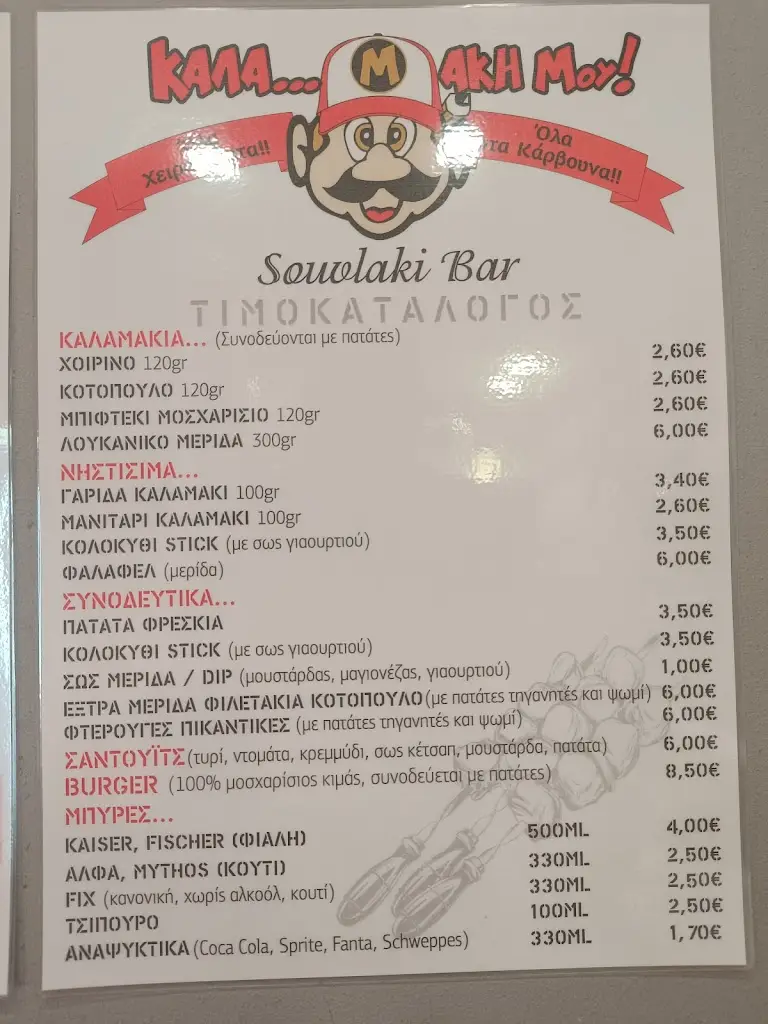 ΚΑΛΑ... M ΑΚΗ ΜΟΥ!
Όλα
στα Κάρβουνα!!
Souvlaki Bar
ΤΙΜΟΚΑΤΑΛΟΓΟΣ
ΚΑΛΑΜΑΚΙΑ... (Συνοδεύονται με πατάτες)
ΧΟΙΡΙΝΟ 120gr 2,60€
ΚΟΤΟΠΟΥΛΟ 120gr 2,60€
ΜΠΙΦΤΕΚΙ ΜΟΣΧΑΡΙΣΙΟ 120gr 2,60€
ΛΟΥΚΑΝΙΚΟ ΜΕΡΙΔΑ 300gr 6,00€
ΝΗΣΤΙΣΙΜΑ...
ΓΑΡΙΔΑ ΚΑΛΑΜΑΚΙ 100gr 3,40€
ΜΑΝΙΤΑΡΙ ΚΑΛΑΜΑΚΙ 100gr 2,60€
ΚΟΛΟΚΥΘΙ STICK (με σως γιαουρτιού) 3,50€
ΦΑΛΑΦΕΛ (μερίδα) 6,00€
ΣΥΝΟΔΕΥΤΙΚΑ...
ΠΑΤΑΤΑ ΦΡΕΣΚΙΑ 3,50€
ΚΟΛΟΚΥΘΙ STICK (με σως γιαουρτιού) 3,50€
ΣΩΣ ΜΕΡΙΔΑ / DIP (μουστάρδας, μαγιονέζας, γιαουρτιού) 1,00€
ΕΞΤΡΑ ΜΕΡΙΔΑ ΦΙΛΕΤΑΚΙΑ ΚΟΤΟΠΟΥΛΟ (με πατάτες τηγανητές και ψωμί) 6,00€
ΦΤΕΡΟΥΓΕΣ ΠΙΚΑΝΤΙΚΕΣ (με πατάτες τηγανητές και ψωμί) 6,00€
ΣΑΝΤΟΥΪΤΣ (τυρί, ντομάτα, κρεμμύδι, σως κέτσαπ, μουστάρδα, πατάτα) 6,00€
BURGER (100% μοσχαρίσιος κιμάς, συνοδεύεται με πατάτες) 8,50€
ΜΠΥΡΕΣ...
KAISER, FISCHER (ΦΙΑΛΗ) 500ML 4,00€
ΑΛΦΑ, MYTHOS (ΚΟΥΤΙ) 330ML 2,50€
FIX (κανονική, χωρίς αλκοόλ, κουτί) 330ML 2,50€
ΤΣΙΠΟΥΡΟ 100ML 2,50€
ΑΝΑΨΥΚΤΙΚΑ (Coca Cola, Sprite, Fanta, Schweppes) 330ML 1,70€